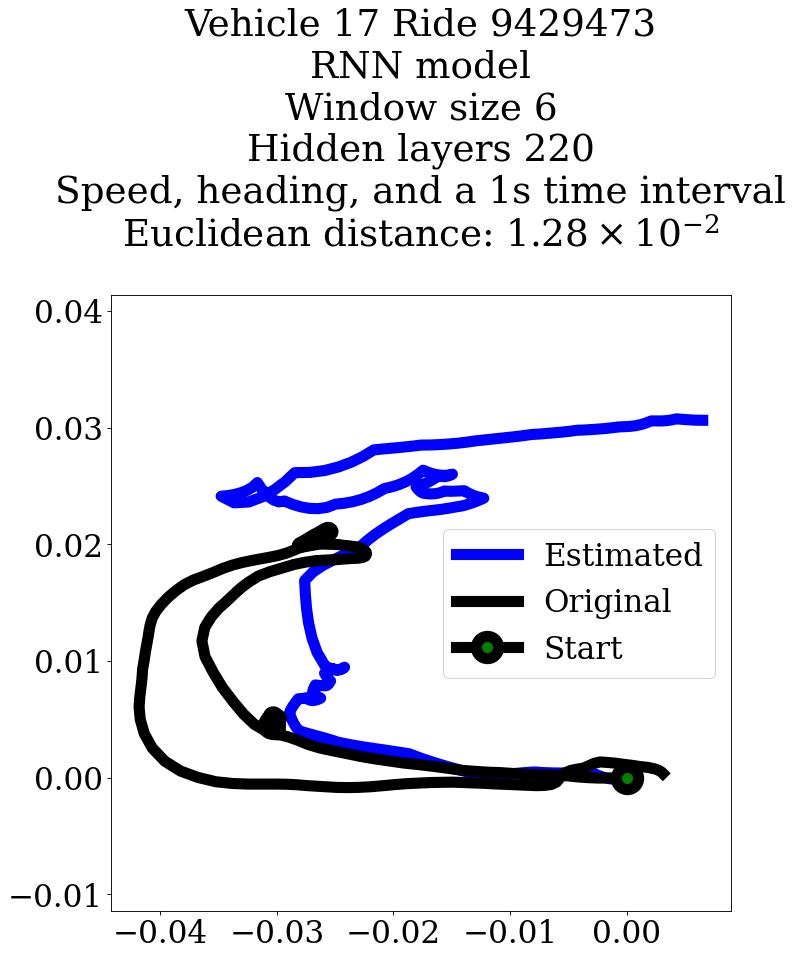 Vehicle 17 Ride 9429473
RNN model
Window size 6
Hidden layers 220
Speed, heading, and a 1s time interval
Euclidean distance: 1.28 × 10⁻²
0.04
0.03
0.02
0.01
0.00
−0.01
Estimated
Original
Start
−0.04
−0.03
−0.02
−0.01
0.00